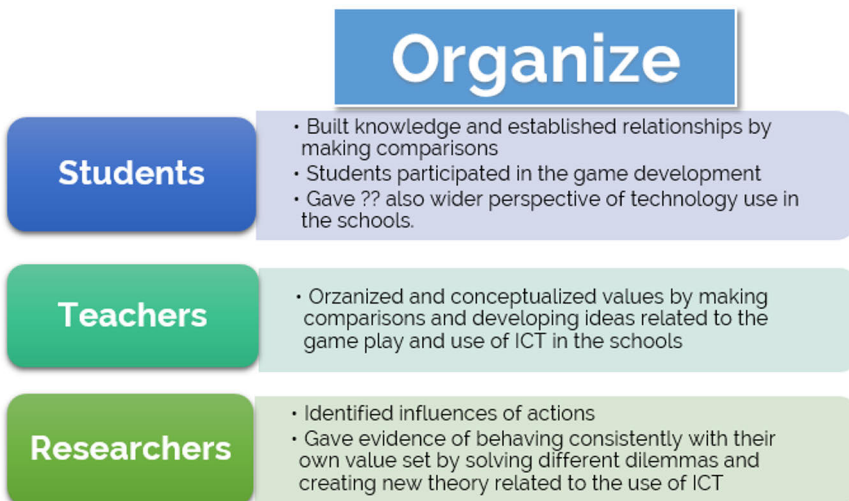 Organize
Students
• Built knowledge and established relationships by
making comparisons
• Students participated in the game development
• Gave ?? also wider perspective of technology use in
the schools.
Teachers
• Orzanized and conceptualized values by making
comparisons and developing ideas related to the
game play and use of ICT in the schools
Researchers
• Identified influences of actions
• Gave evidence of behaving consistently with their
own value set by solving different dilemmas and
creating new theory related to the use of ICT